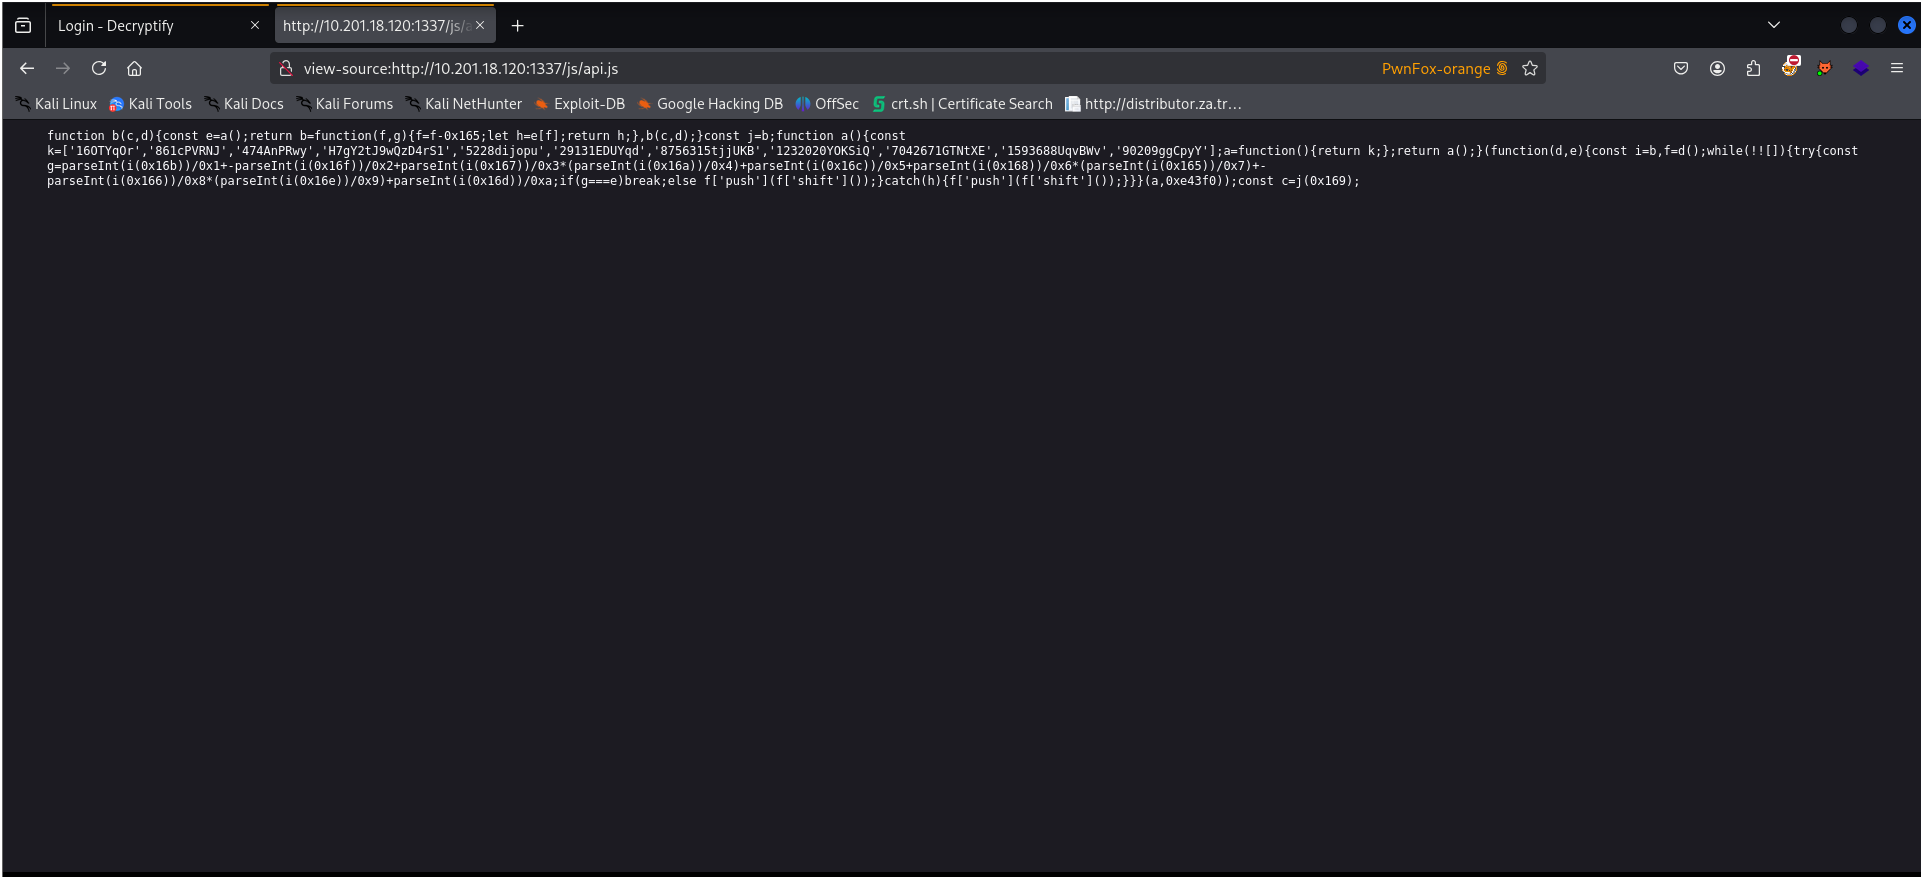 Login - Decryptify
http://10.201.18.120:1337/js/a
view-source:http://10.201.18.120:1337/js/api.js
PwnFox-orange
Kali Linux Kali Tools Kali Docs Kali Forums Kali NetHunter Exploit-DB Google Hacking DB OffSec crt.sh | Certificate Search http://distributor.za.tr…
function b(c,d){const e=a();return b=function(f,g){f=f-0x165;let h=e[f];return h;},b(c,d);}const j=b;function a(){const
k=['16OTYqOr','861cPVRNJ','474AnPRwy','H7gY2tJ9wQzD4rS1','5228dijopu','29131EDUYqd','8756315tjjUKB','1232020YOKSiQ','7042671GTNtXE','1593688UqvBWv','90209ggCpyY'];a=function(){return k;};return a();}(function(d,e){const i=b,f=d();while(!![]){try{const
g=parseInt(i(0x16b))/0x1+-parseInt(i(0x16f))/0x2+parseInt(i(0x167))/0x3*(parseInt(i(0x16a))/0x4)+parseInt(i(0x16c))/0x5+parseInt(i(0x168))/0x6*(parseInt(i(0x165))/0x7)+-
parseInt(i(0x166))/0x8*(parseInt(i(0x16e))/0x9)+parseInt(i(0x16d))/0xa;if(g===e)break;else f['push'](f['shift']());}catch(h){f['push'](f['shift']());}}}(a,0xe43f0));const c=j(0x169);